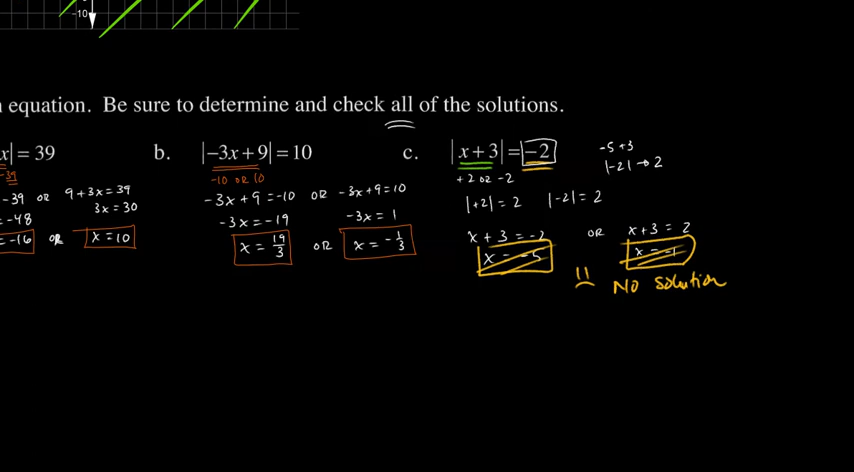 -10
n equation. Be sure to determine and check all of the solutions.
x| = 39
-39
-39 OR 9+3x=39
= -48 3x=30
= -16 OR x=10
b. |−3x + 9| = 10
-10 OR 10
-3x+9=-10 OR -3x+9=10
-3x=-19 -3x=1
x=19/3 OR x=-1/3
c. |x + 3| = −2
+2 OR -2
-5+3
|-2| → 2
|+2| = 2 |-2| = 2
x+3=-2 OR x+3=2
x=-5 x=-1
No solution